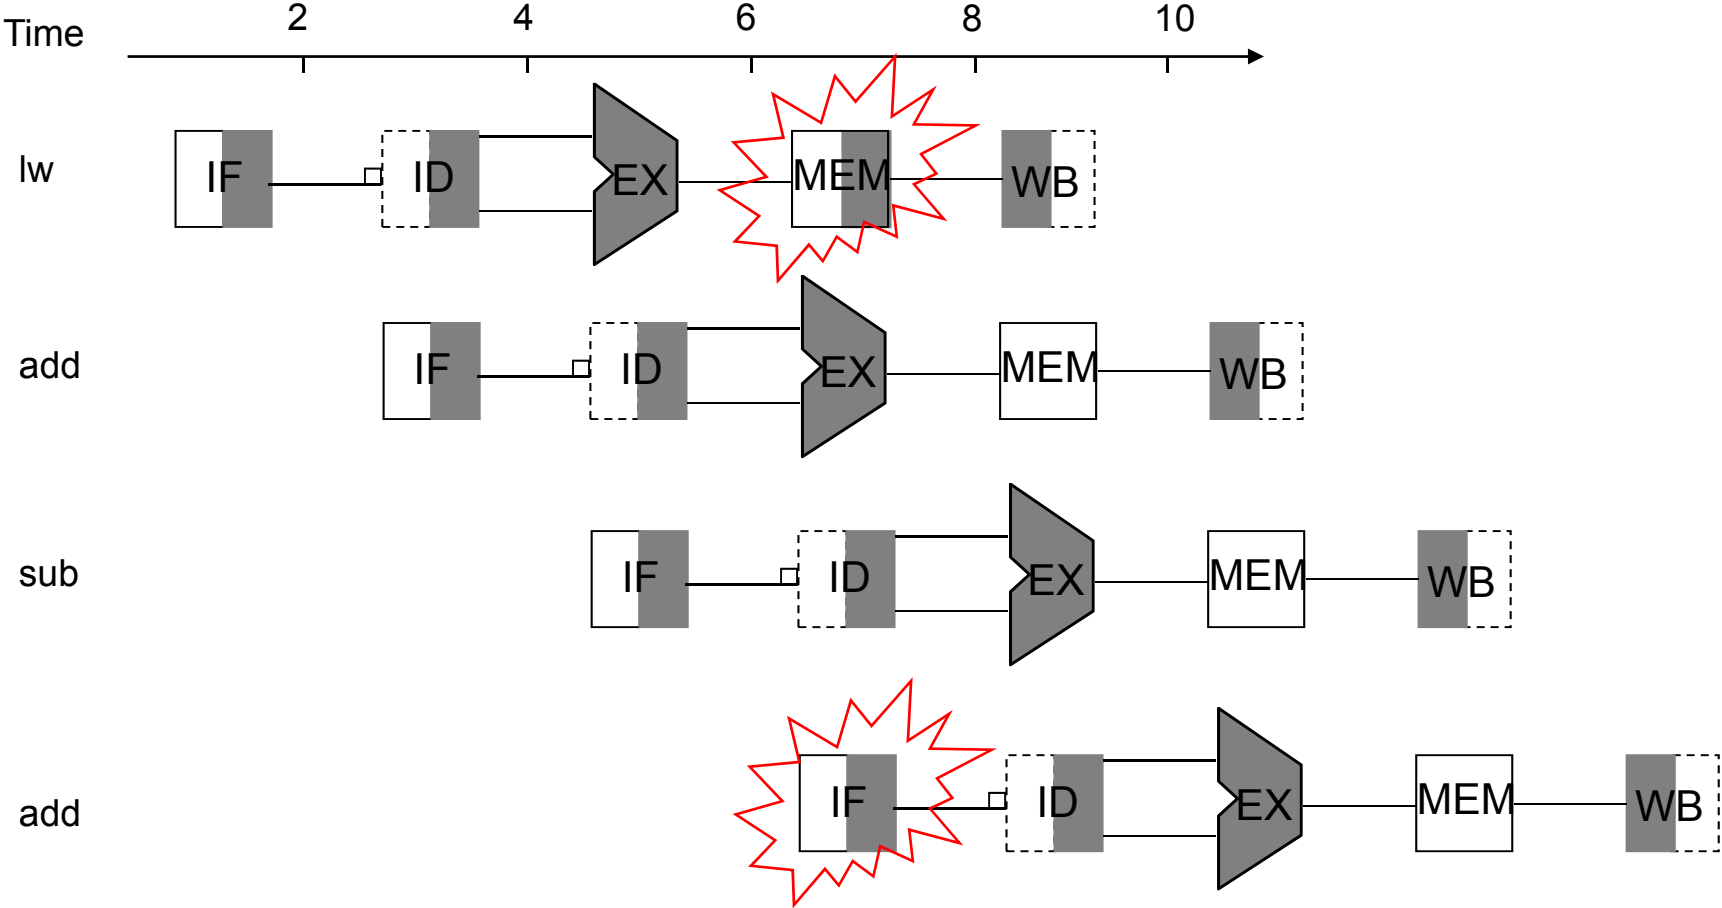 Time 2 4 6 8 10
lw IF ID EX MEM WB
add IF ID EX MEM WB
sub IF ID EX MEM WB
add IF ID EX MEM WB